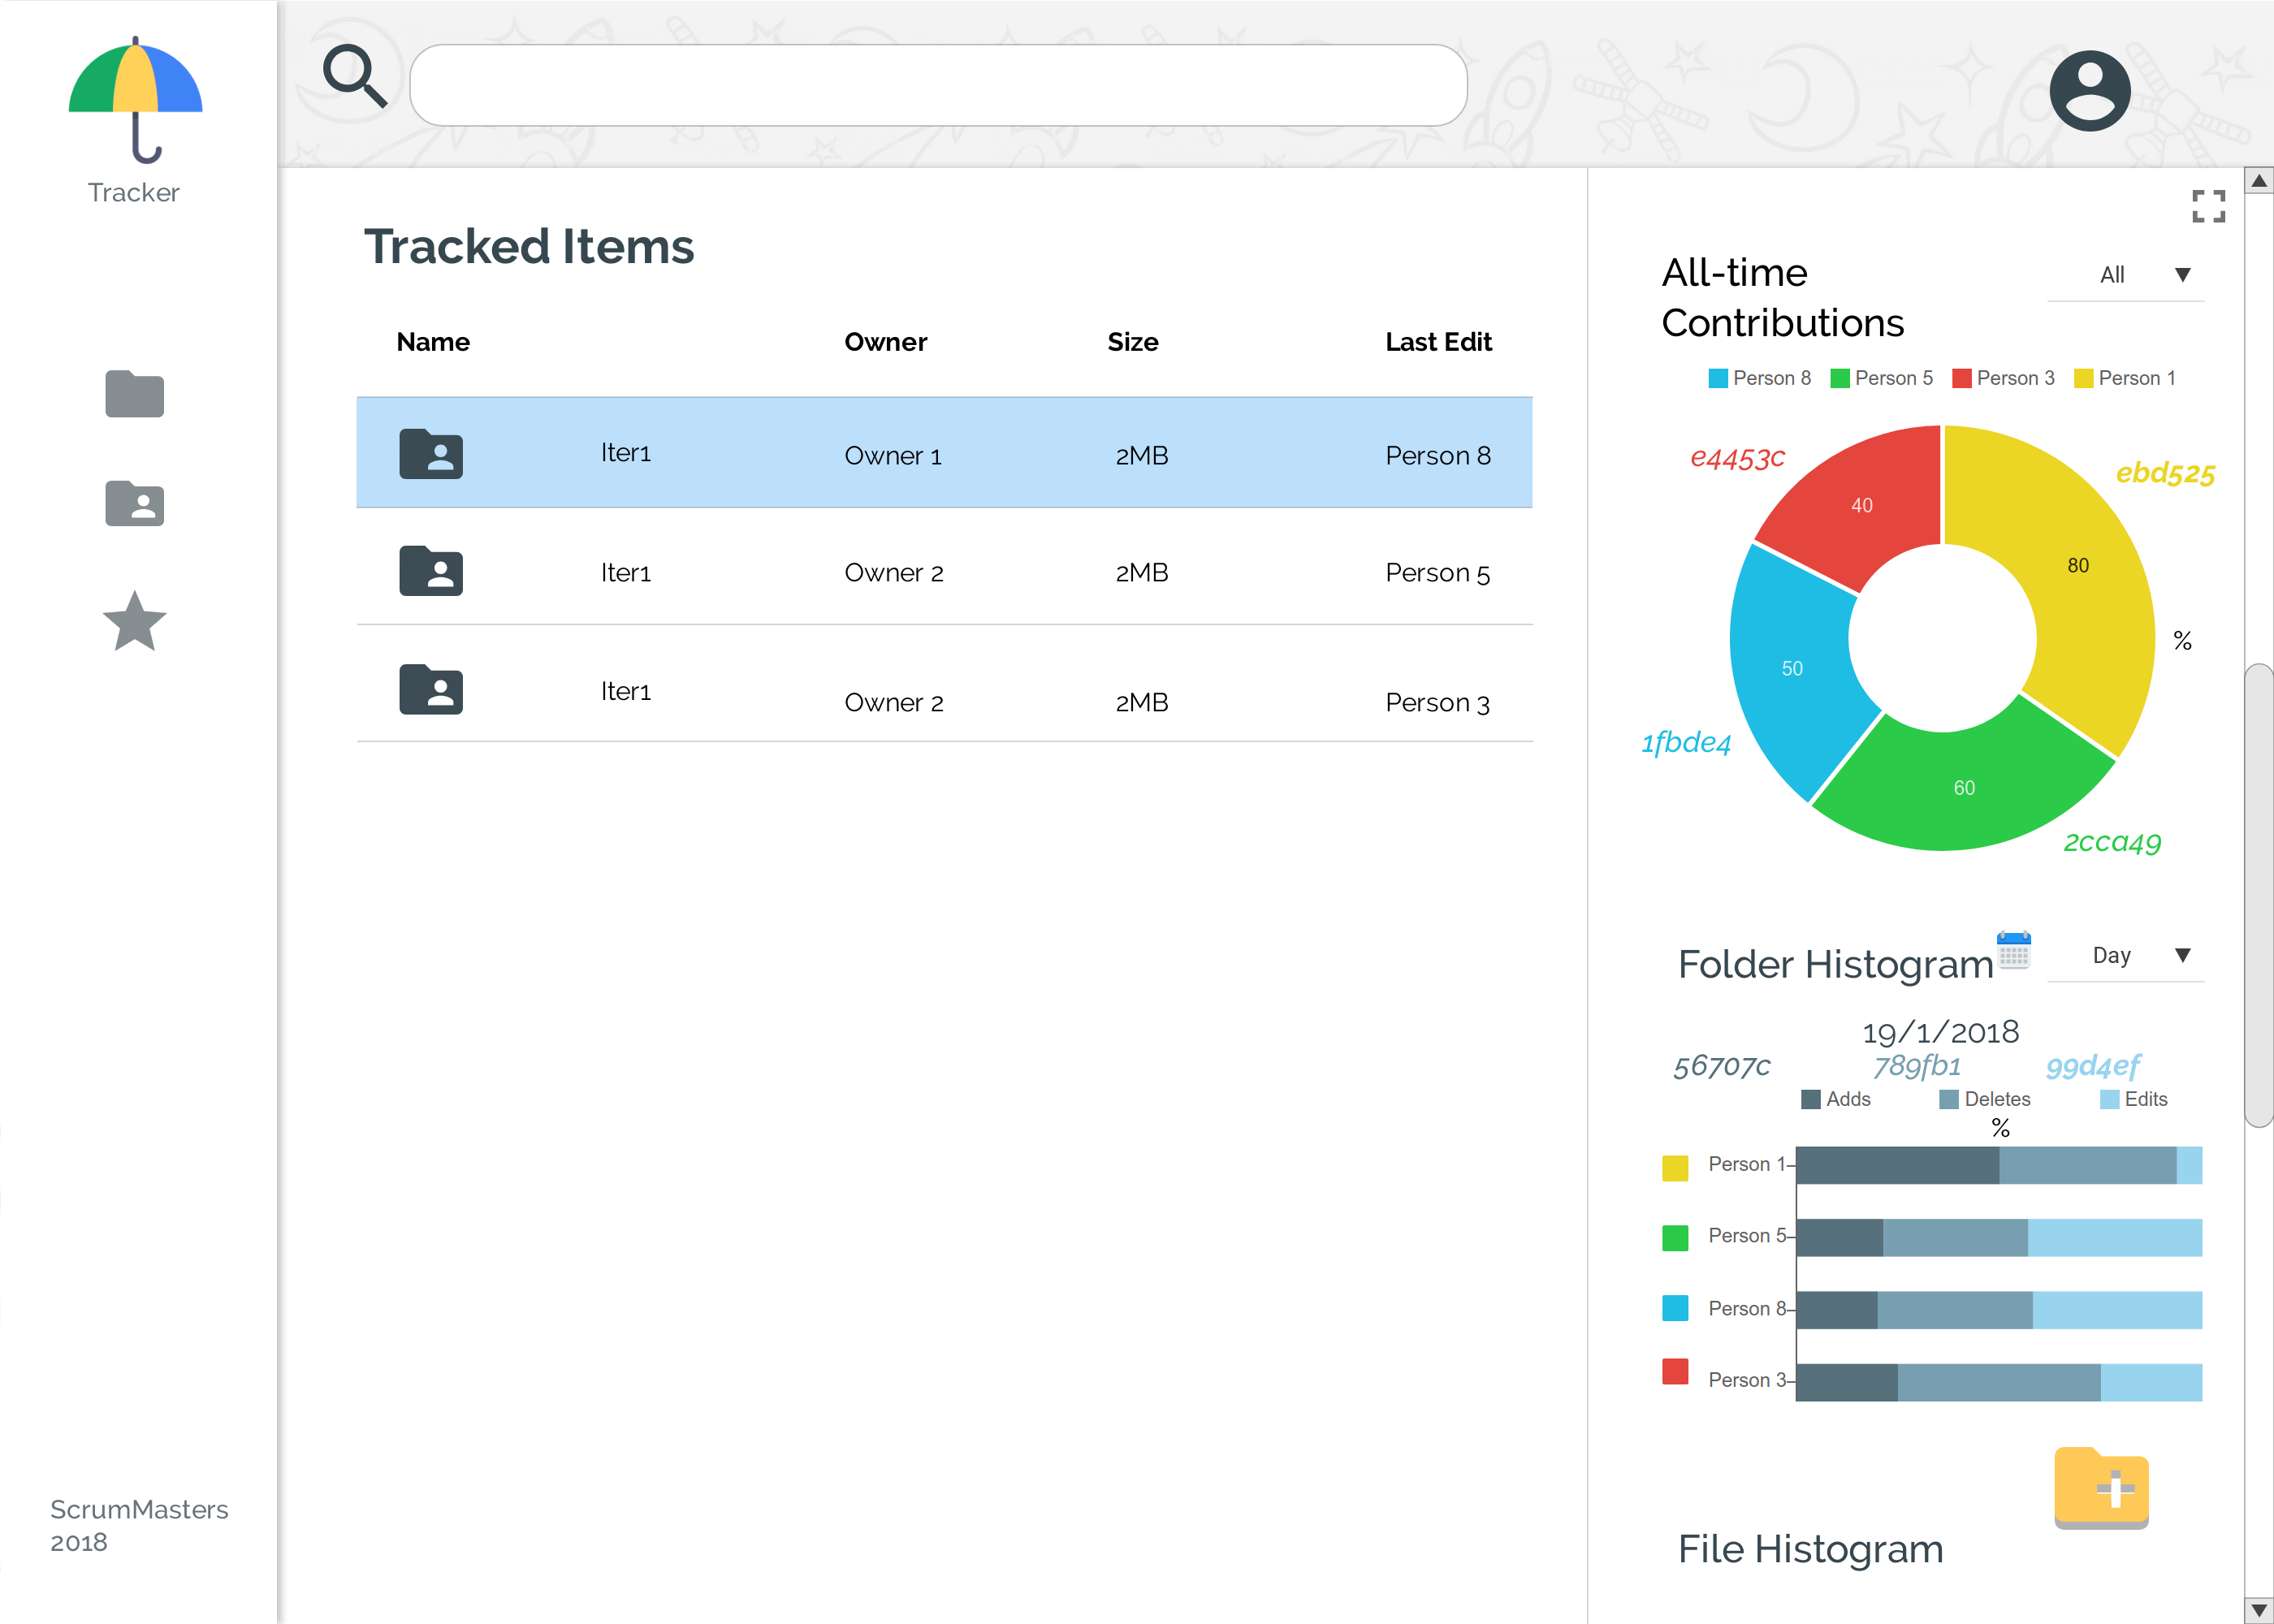 Tracker
ScrumMasters
2018
Tracked Items
Name Owner Size Last Edit
Iter1 Owner 1 2MB Person 8
Iter1 Owner 2 2MB Person 5
Iter1 Owner 2 2MB Person 3
All-time
Contributions
All ▼
Person 8 Person 5 Person 3 Person 1
e4453c
ebd525
40
80
%
50
1fbde4
60
2cca49
Folder Histogram
Day ▼
19/1/2018
56707c 789fb1 99d4ef
Adds Deletes Edits
%
Person 1
Person 5
Person 8
Person 3
File Histogram